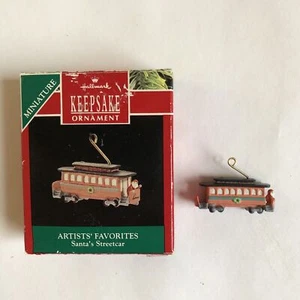 MINIATURE
Hallmark
KEEPSAKE
ORNAMENT
ARTISTS' FAVORITES
Santa's Streetcar